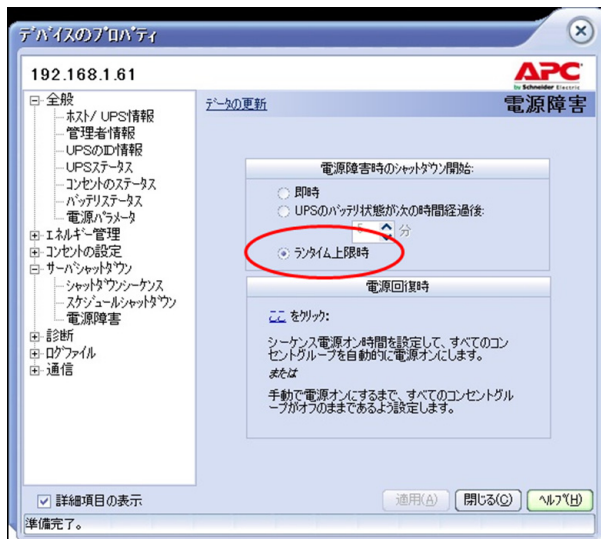 デバイスのプロパティ
192.168.1.61
APC
by Schneider Electric
全般
ホスト/ UPS情報
管理者情報
UPSのID情報
UPSステータス
コンセントのステータス
バッテリステータス
電源パラメータ
エネルギー管理
コンセントの設定
サーバシャットダウン
シャットダウンシーケンス
スケジュールシャットダウン
電源障害
診断
ログファイル
通信
詳細項目の表示
データの更新
電源障害
電源障害時のシャットダウン開始:
即時
UPSのバッテリ状態が次の時間経過後:
5 分
ランタイム上限時
電源回復時
ここ をクリック:
シーケンス電源オン時間を設定して、すべてのコン
セントグループを自動的に電源オンにします。
または
手動で電源オンにするまで、すべてのコンセントグル
ープがオフのままであるよう設定します。
適用(A)
閉じる(C)
ヘルプ(H)
準備完了。